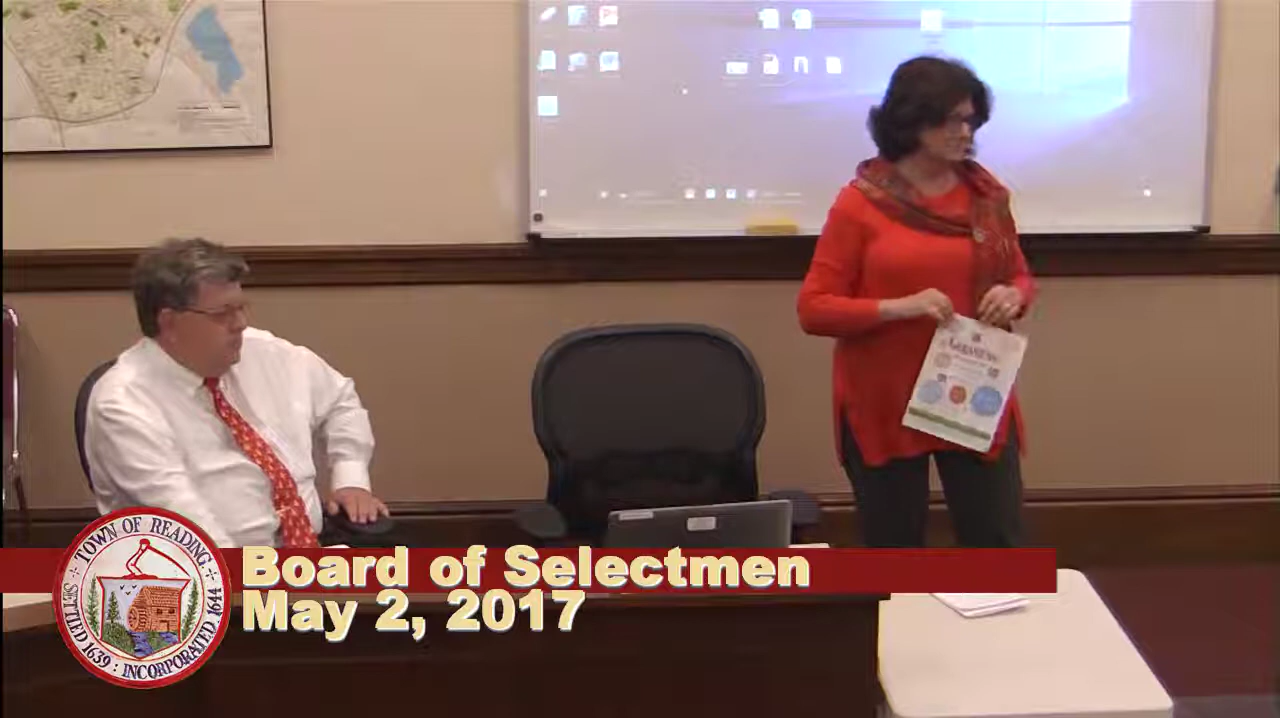 Board of Selectmen
May 2, 2017
TOWN OF READING
SETTLED 1639 : INCORPORATED 1644